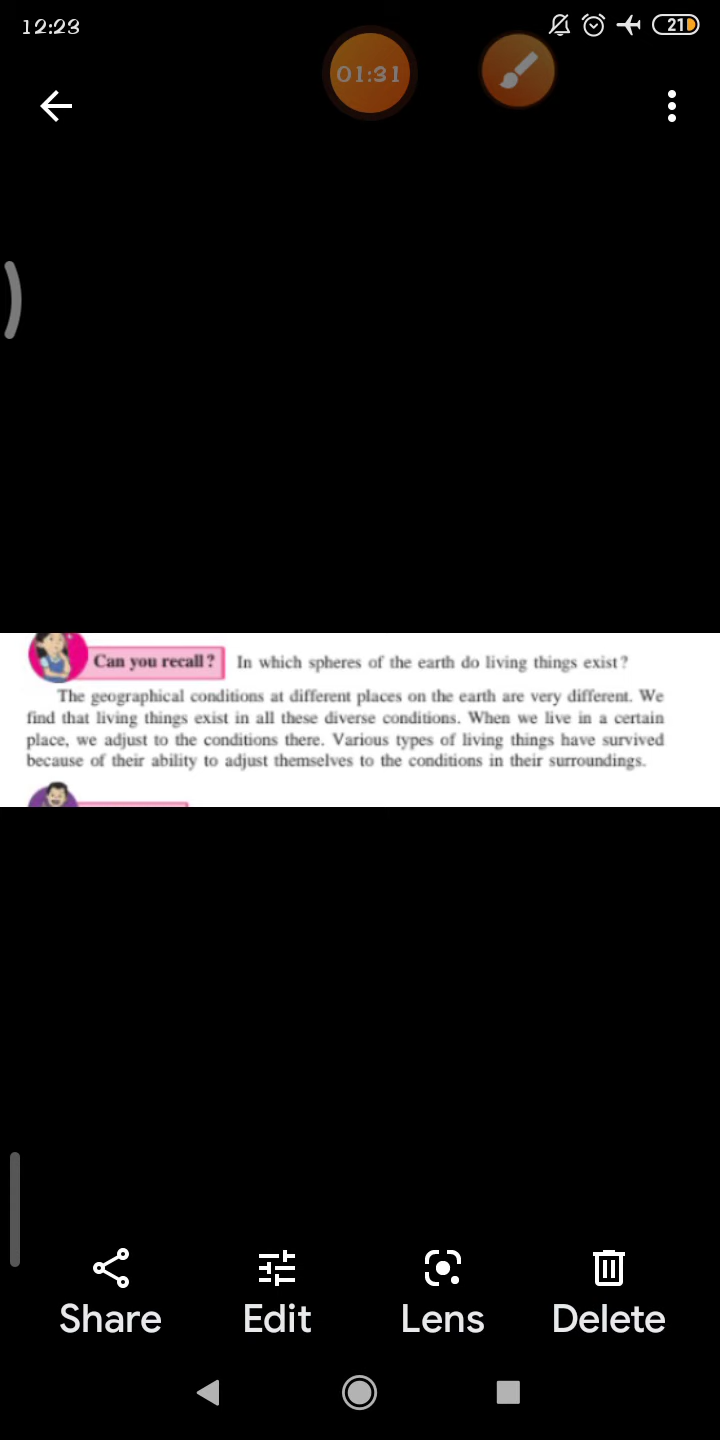 12:23
21
01:31
Can you recall? In which spheres of the earth do living things exist?
The geographical conditions at different places on the earth are very different. We
find that living things exist in all these diverse conditions. When we live in a certain
place, we adjust to the conditions there. Various types of living things have survived
because of their ability to adjust themselves to the conditions in their surroundings.
Share Edit Lens Delete